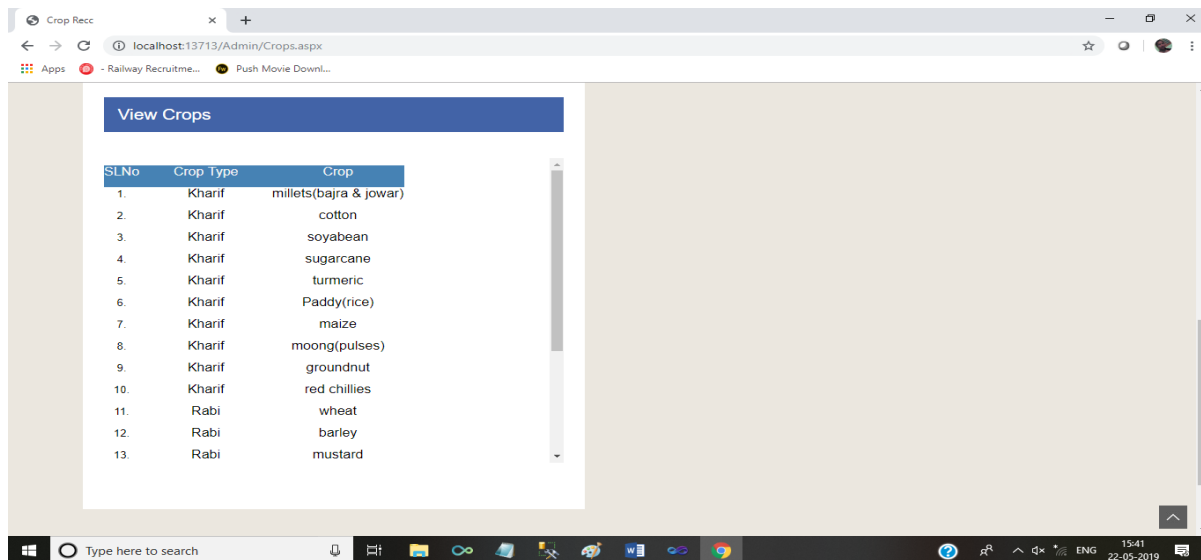 Crop Recc
localhost:13713/Admin/Crops.aspx
Apps - Railway Recruitme... Push Movie Downl...
View Crops
SLNo Crop Type Crop
1. Kharif millets(bajra & jowar)
2. Kharif cotton
3. Kharif soyabean
4. Kharif sugarcane
5. Kharif turmeric
6. Kharif Paddy(rice)
7. Kharif maize
8. Kharif moong(pulses)
9. Kharif groundnut
10. Kharif red chillies
11. Rabi wheat
12. Rabi barley
13. Rabi mustard
Type here to search
ENG
15:41
22-05-2019